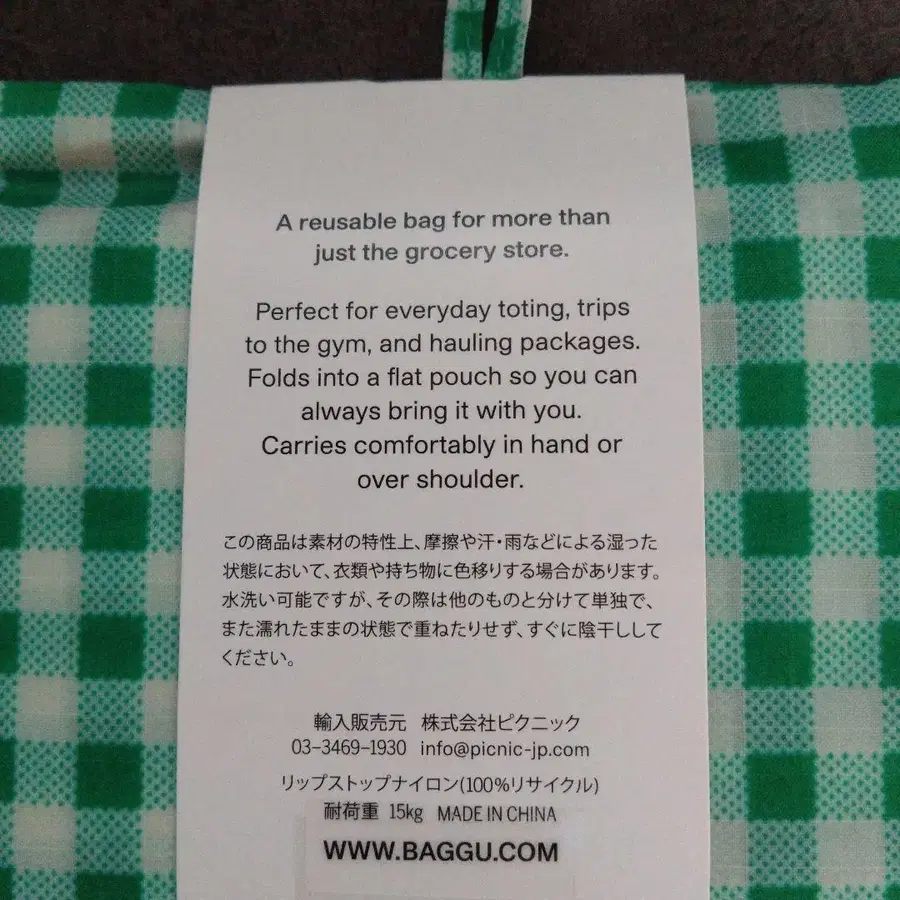 A reusable bag for more than
just the grocery store.
Perfect for everyday toting, trips
to the gym, and hauling packages.
Folds into a flat pouch so you can
always bring it with you.
Carries comfortably in hand or
over shoulder.
この商品は素材の特性上、摩擦や汗・雨などによる湿った
状態において、衣類や持ち物に色移りする場合があります。
水洗い可能ですが、その際は他のものと分けて単独で、
また濡れたままの状態で重ねたりせず、すぐに陰干しして
ください。
輸入販売元 株式会社ピクニック
03-3469-1930 info@picnic-jp.com
リップストップナイロン(100%リサイクル)
耐荷重 15kg MADE IN CHINA
WWW.BAGGU.COM